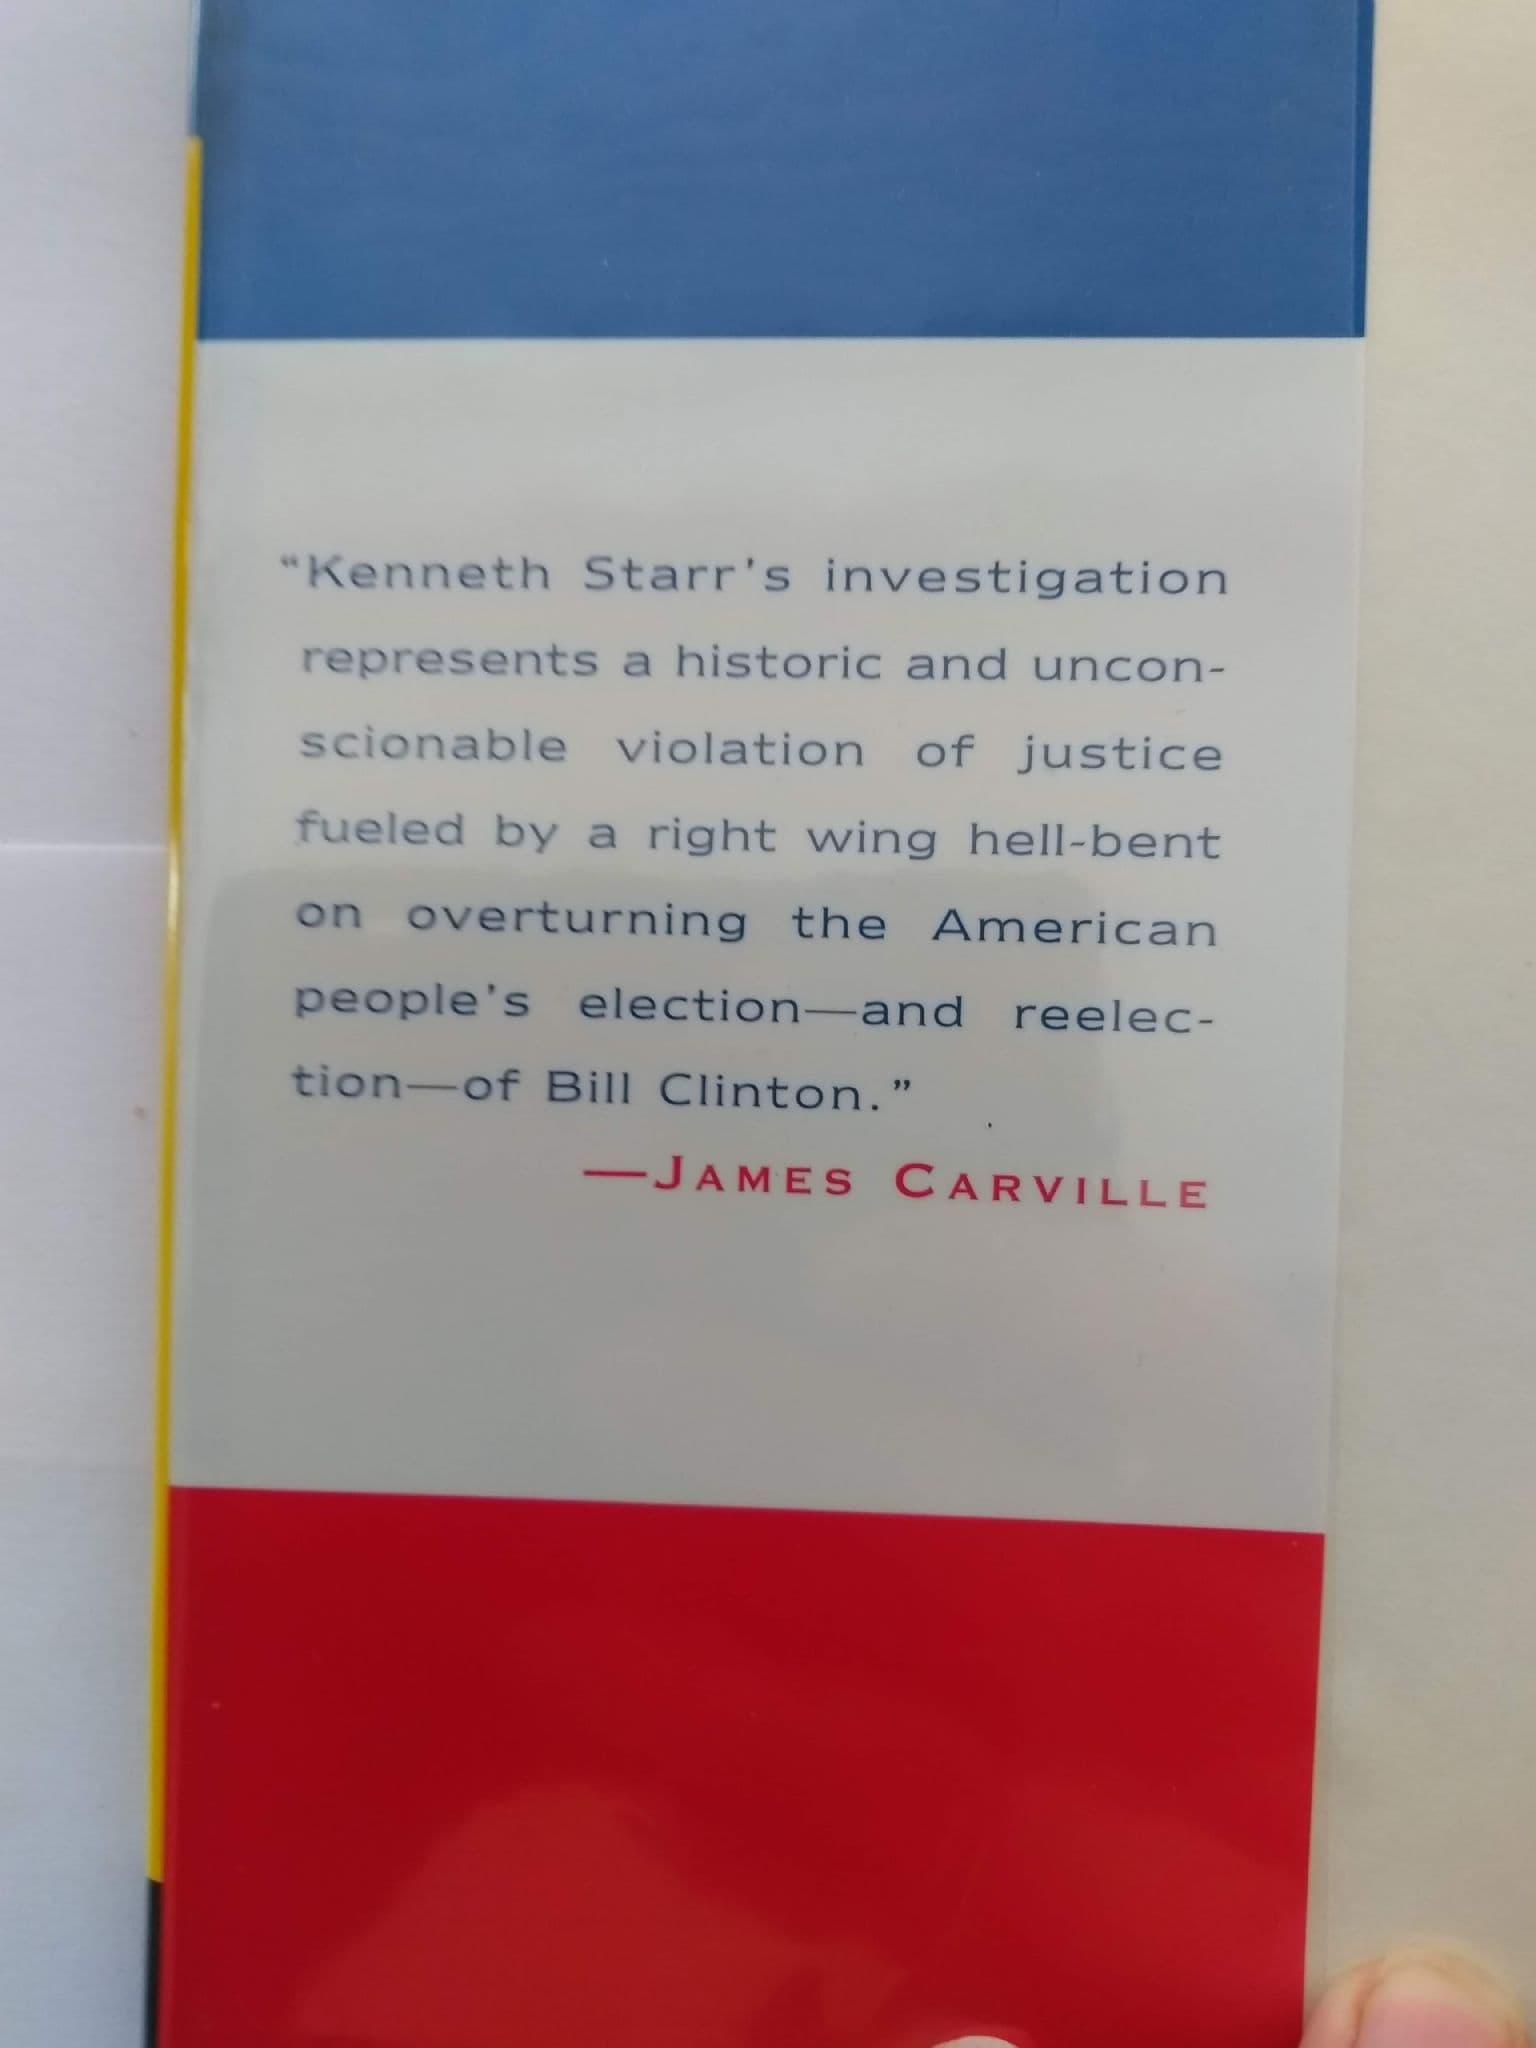 “Kenneth Starr's investigation
represents a historic and uncon-
scionable violation of justice
fueled by a right wing hell-bent
on overturning the American
people's election—and reelec-
tion—of Bill Clinton.”
—JAMES CARVILLE